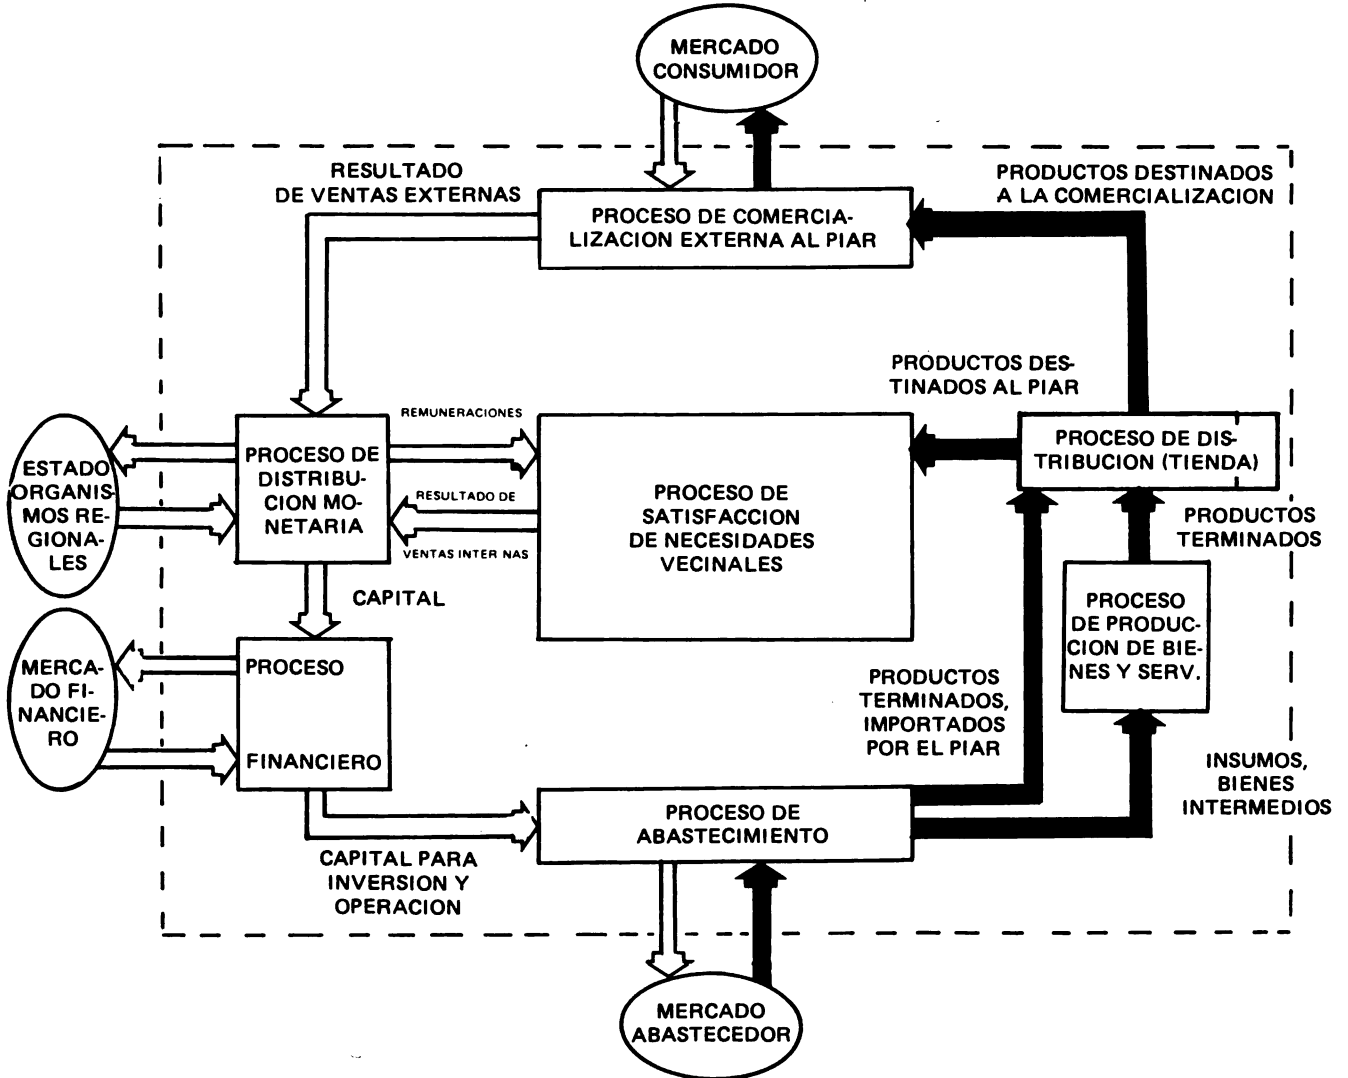 MERCADO
CONSUMIDOR
RESULTADO
DE VENTAS EXTERNAS
PROCESO DE COMERCIA-
LIZACION EXTERNA AL PIAR
PRODUCTOS DESTINADOS
A LA COMERCIALIZACION
PRODUCTOS DES-
TINADOS AL PIAR
REMUNERACIONES
RESULTADO DE
VENTAS INTERNAS
ESTADO
ORGANIS-
MOS RE-
GIONA-
LES
PROCESO DE
DISTRIBU-
CION MO-
NETARIA
PROCESO DE
SATISFACCION
DE NECESIDADES
VECINALES
PROCESO DE DIS-
TRIBUCION (TIENDA)
PRODUCTOS
TERMINADOS
CAPITAL
PROCESO
DE PRODUC-
CION DE BIE-
NES Y SERV.
MERCA-
DO FI-
NANCIE-
RO
PROCESO
FINANCIERO
PRODUCTOS
TERMINADOS,
IMPORTADOS
POR EL PIAR
INSUMOS,
BIENES
INTERMEDIOS
PROCESO DE
ABASTECIMIENTO
CAPITAL PARA
INVERSION Y
OPERACION
MERCADO
ABASTECEDOR